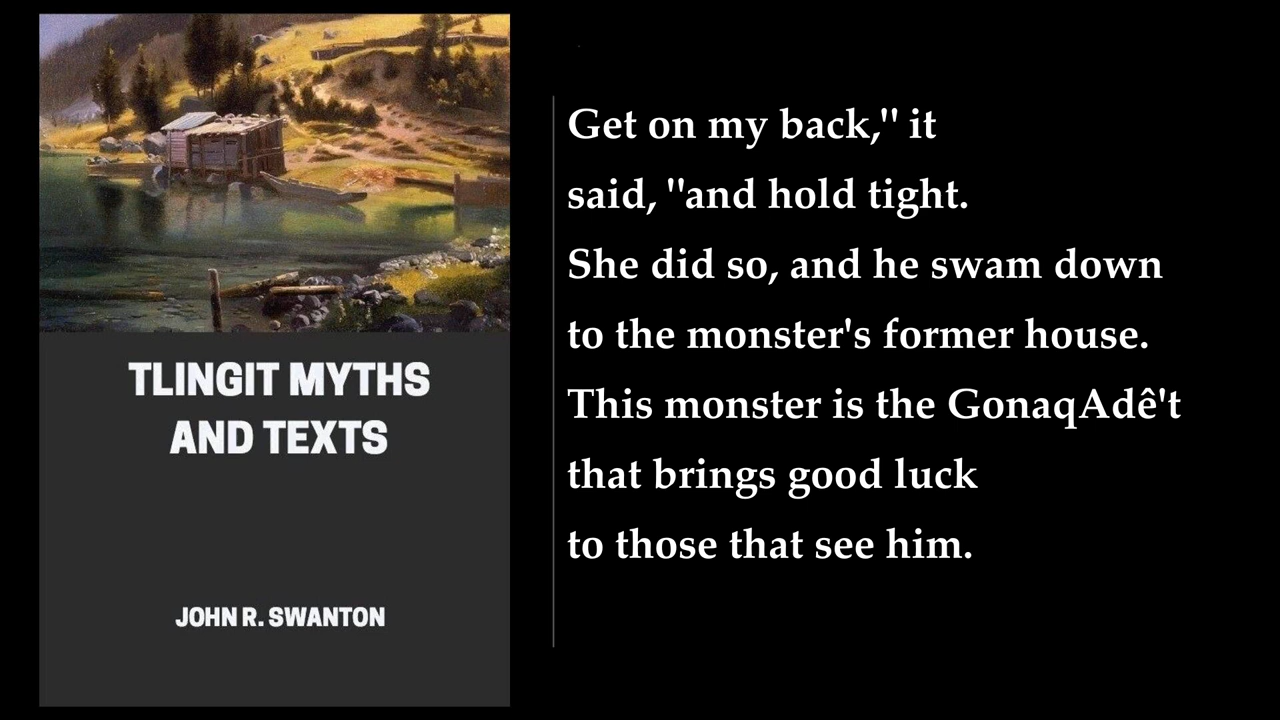 TLINGIT MYTHS
AND TEXTS
JOHN R. SWANTON
Get on my back," it
said, "and hold tight.
She did so, and he swam down
to the monster's former house.
This monster is the GonaqAdê't
that brings good luck
to those that see him.